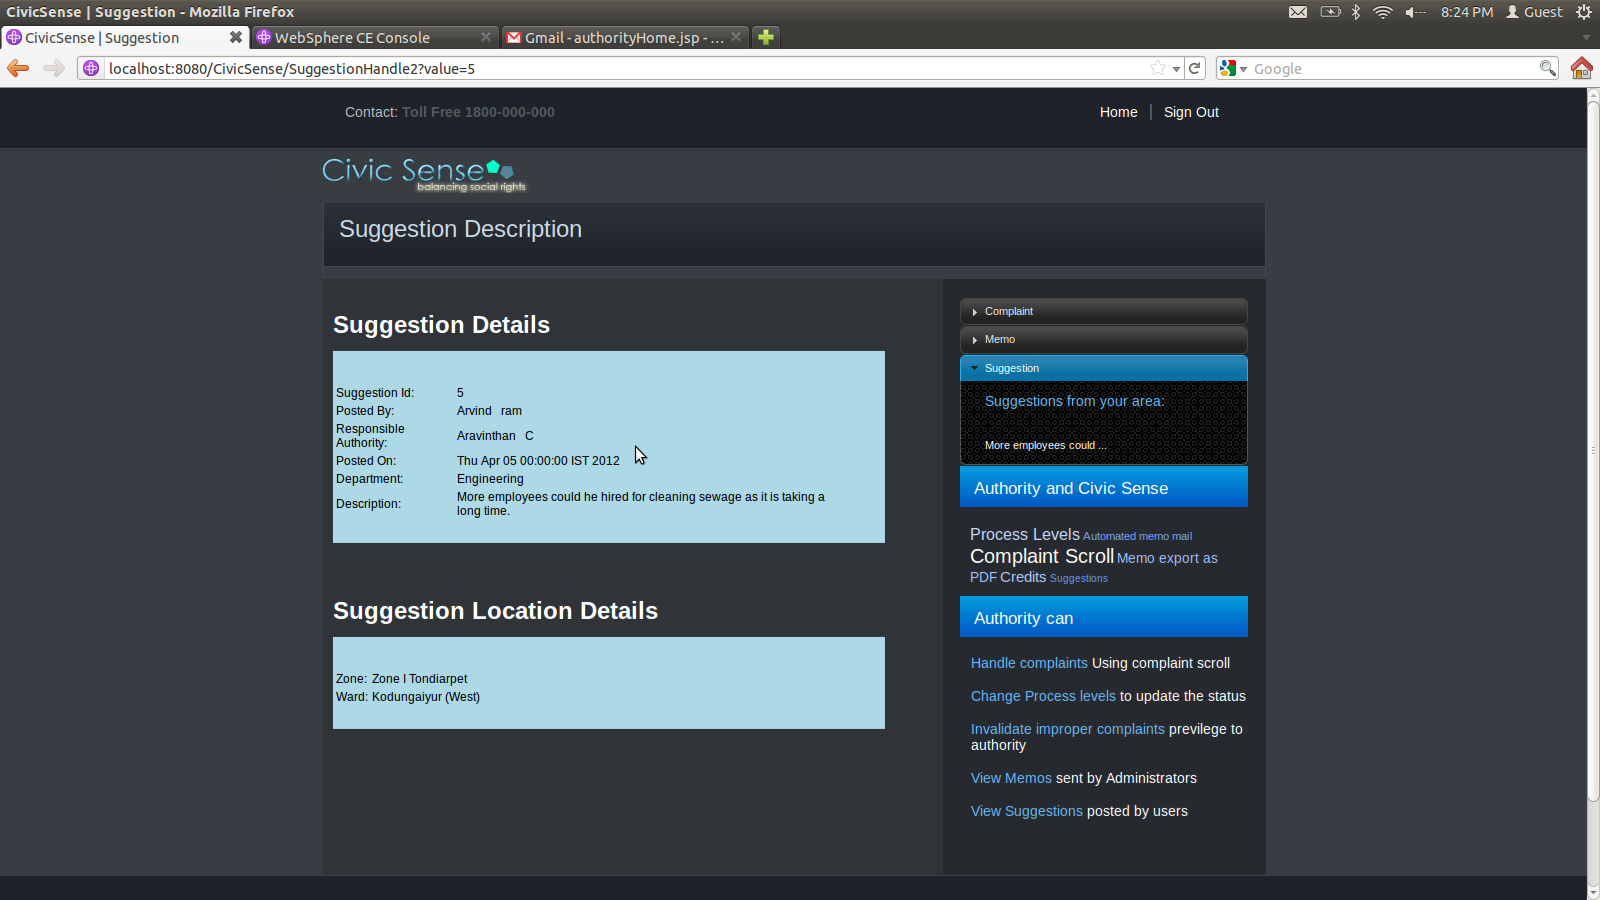 CivicSense | Suggestion - Mozilla Firefox
8:24 PM Guest
CivicSense | Suggestion
WebSphere CE Console
Gmail - authorityHome.jsp - ...
localhost:8080/CivicSense/SuggestionHandle2?value=5
Google
Contact: Toll Free 1800-000-000
Home | Sign Out
Civic Sense
balancing social rights
Suggestion Description
Suggestion Details
Suggestion Id: 5
Posted By: Arvind ram
Responsible Authority: Aravinthan C
Posted On: Thu Apr 05 00:00:00 IST 2012
Department: Engineering
Description: More employees could he hired for cleaning sewage as it is taking a
long time.
Suggestion Location Details
Zone: Zone I Tondiarpet
Ward: Kodungaiyur (West)
Complaint
Memo
Suggestion
Suggestions from your area:
More employees could ...
Authority and Civic Sense
Process Levels Automated memo mail
Complaint Scroll Memo export as
PDF Credits Suggestions
Authority can
Handle complaints Using complaint scroll
Change Process levels to update the status
Invalidate improper complaints previlege to
authority
View Memos sent by Administrators
View Suggestions posted by users